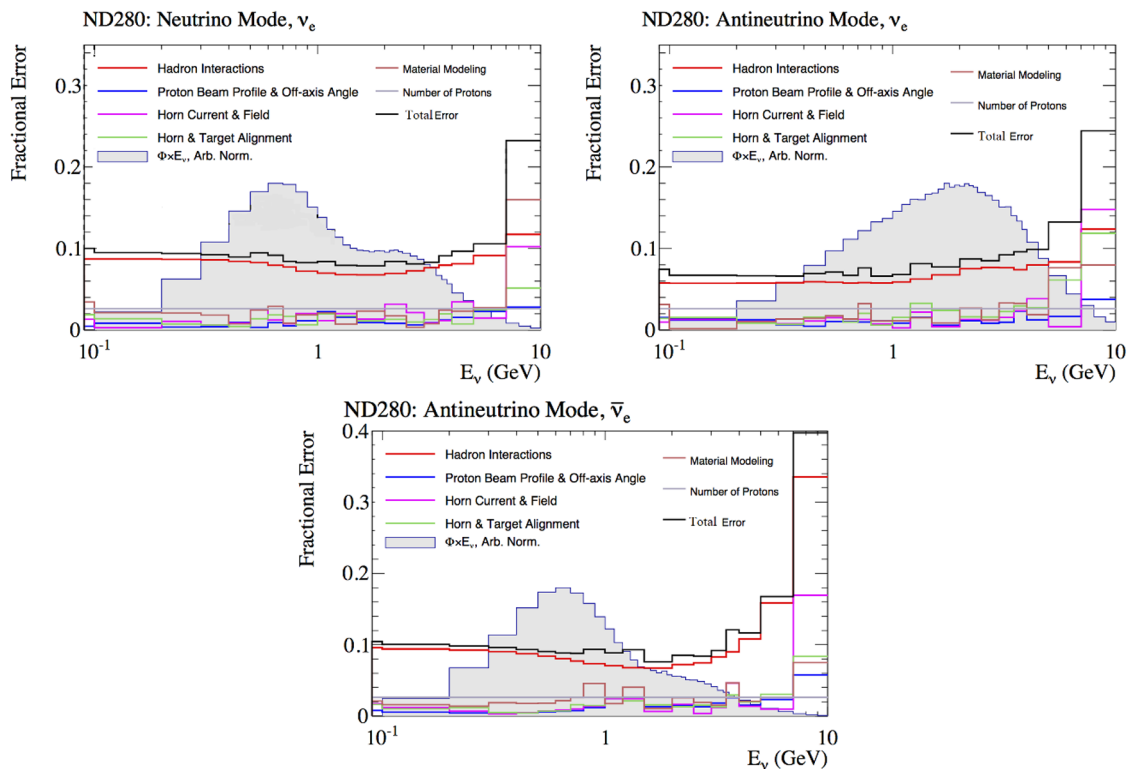 ND280: Neutrino Mode, νe
Fractional Error
0.3
0.2
0.1
0
Hadron Interactions
Proton Beam Profile & Off-axis Angle
Horn Current & Field
Horn & Target Alignment
Φ×Eν, Arb. Norm.
Material Modeling
Number of Protons
Total Error
10⁻¹
1
10
Eν (GeV)
ND280: Antineutrino Mode, νe
Fractional Error
0.3
0.2
0.1
0
Hadron Interactions
Proton Beam Profile & Off-axis Angle
Horn Current & Field
Horn & Target Alignment
Φ×Eν, Arb. Norm.
Material Modeling
Number of Protons
Total Error
10⁻¹
1
10
Eν (GeV)
ND280: Antineutrino Mode, ν̄e
Fractional Error
0.4
0.3
0.2
0.1
0
Hadron Interactions
Proton Beam Profile & Off-axis Angle
Horn Current & Field
Horn & Target Alignment
Φ×Eν, Arb. Norm.
Material Modeling
Number of Protons
Total Error
10⁻¹
1
10
Eν (GeV)